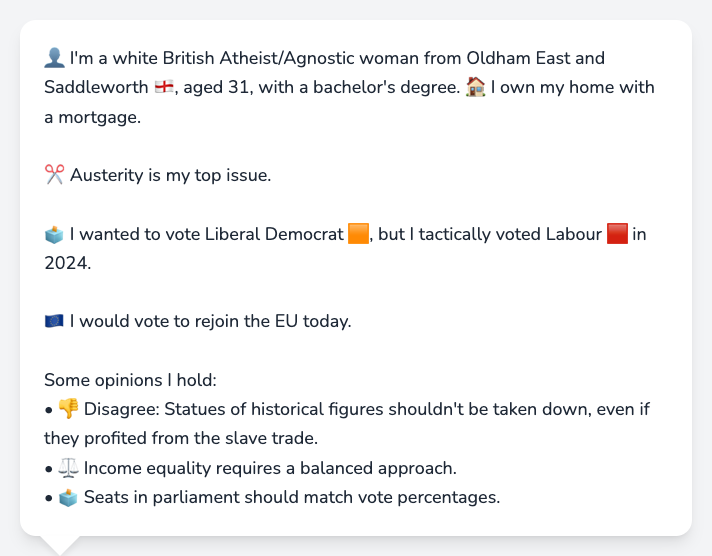 👤 I'm a white British Atheist/Agnostic woman from Oldham East and
Saddleworth 🏴󠁧󠁢󠁥󠁮󠁧󠁿, aged 31, with a bachelor's degree. 🏠 I own my home with
a mortgage.
✂️ Austerity is my top issue.
🗳️ I wanted to vote Liberal Democrat 🟧, but I tactically voted Labour 🟥 in
2024.
🇪🇺 I would vote to rejoin the EU today.
Some opinions I hold:
• 👎 Disagree: Statues of historical figures shouldn't be taken down, even if
they profited from the slave trade.
• ⚖️ Income equality requires a balanced approach.
• 🗳️ Seats in parliament should match vote percentages.